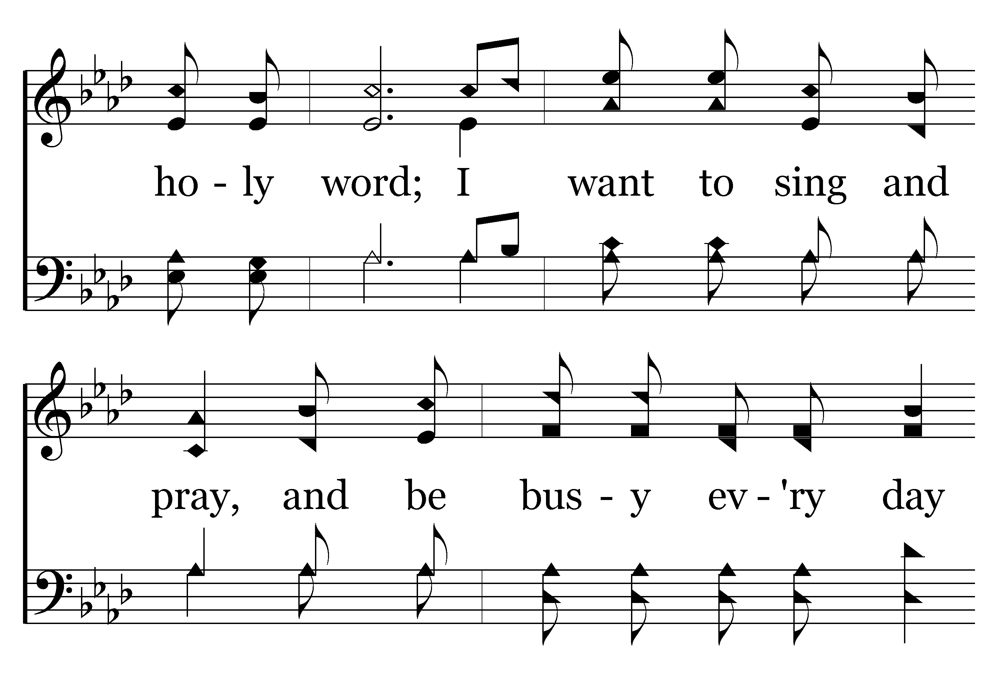 ho - ly word; I want to sing and
pray, and be bus - y ev - 'ry day